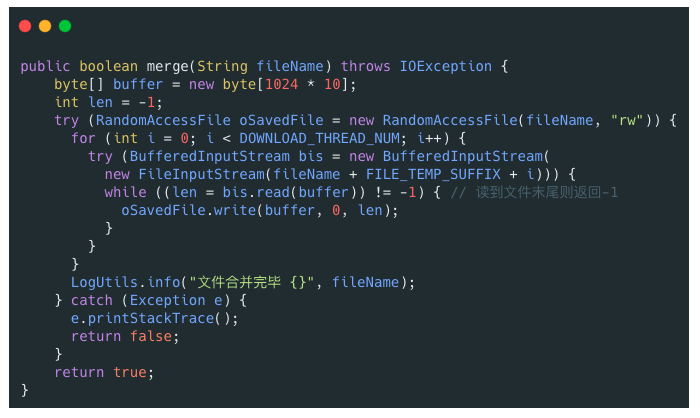 public boolean merge(String fileName) throws IOException {
    byte[] buffer = new byte[1024 * 10];
    int len = -1;
    try (RandomAccessFile oSavedFile = new RandomAccessFile(fileName, "rw")) {
      for (int i = 0; i < DOWNLOAD_THREAD_NUM; i++) {
        try (BufferedInputStream bis = new BufferedInputStream(
          new FileInputStream(fileName + FILE_TEMP_SUFFIX + i))) {
          while ((len = bis.read(buffer)) != -1) { // 读到文件末尾则返回-1
            oSavedFile.write(buffer, 0, len);
          }
        }
      }
      LogUtils.info("文件合并完毕 {}", fileName);
    } catch (Exception e) {
      e.printStackTrace();
      return false;
    }
    return true;
}